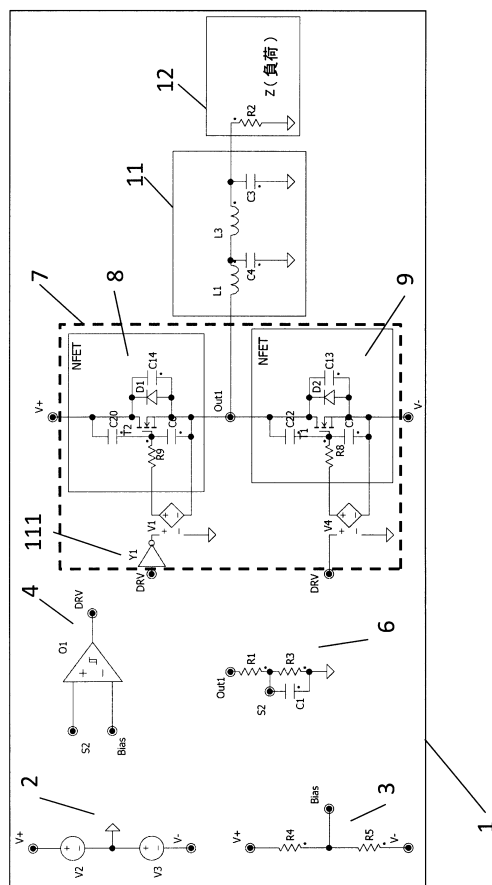 1
2
V+
V2
V3
V-
3
V+
R4
Bias
R5
V-
4
S2
Bias
O1
DRV
6
Out1
R1
S2
R3
C1
7
111
DRV
Y1
V1
8
NFET
V+
C20
T2
R9
D1
C14
Out1
9
NFET
DRV
V4
C22
T1
R8
D2
C13
V-
11
L1
C4
L3
C3
12
R2
Z(負荷)